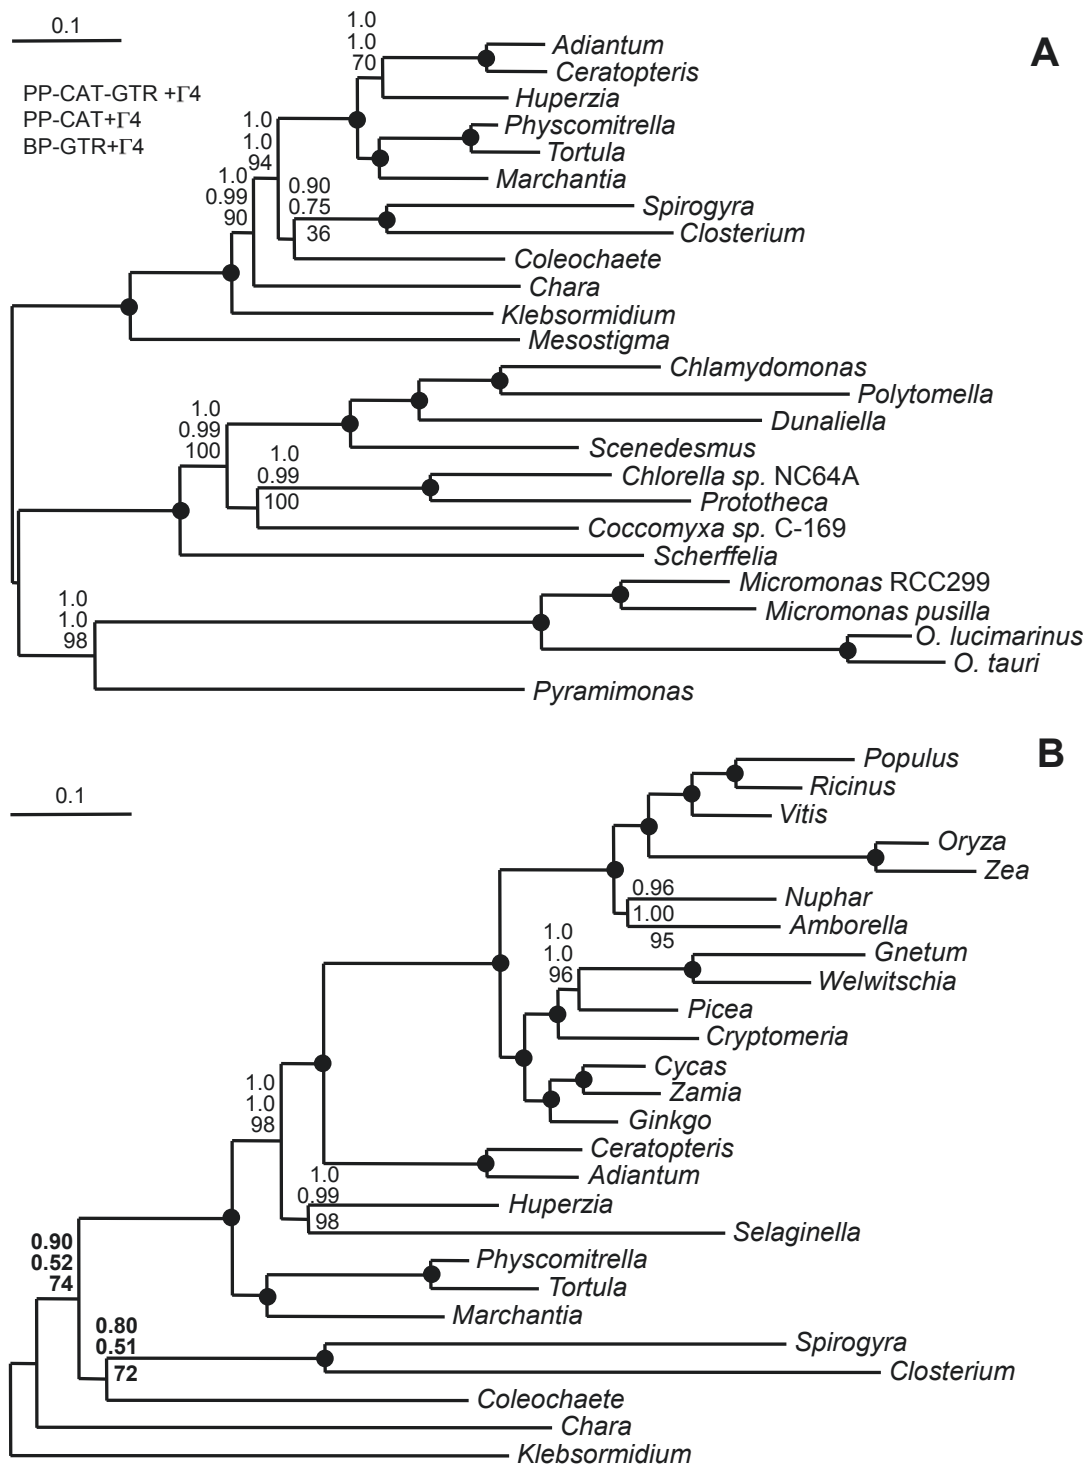 0.1
A
PP-CAT-GTR +Γ4
PP-CAT+Γ4
BP-GTR+Γ4
1.0
1.0
70
Adiantum
Ceratopteris
Huperzia
Physcomitrella
Tortula
Marchantia
1.0
1.0
94
1.0
0.99
90
0.90
0.75
36
Spirogyra
Closterium
Coleochaete
Chara
Klebsormidium
Mesostigma
Chlamydomonas
Polytomella
Dunaliella
Scenedesmus
1.0
0.99
100
1.0
0.99
100
Chlorella sp. NC64A
Prototheca
Coccomyxa sp. C-169
Scherffelia
Micromonas RCC299
Micromonas pusilla
O. lucimarinus
O. tauri
1.0
1.0
98
Pyramimonas
B
0.1
Populus
Ricinus
Vitis
Oryza
Zea
0.96
1.00
95
Nuphar
Amborella
1.0
1.0
96
Gnetum
Welwitschia
Picea
Cryptomeria
Cycas
Zamia
Ginkgo
1.0
1.0
98
Ceratopteris
Adiantum
1.0
0.99
98
Huperzia
Selaginella
Physcomitrella
Tortula
Marchantia
0.90
0.52
74
0.80
0.51
72
Spirogyra
Closterium
Coleochaete
Chara
Klebsormidium